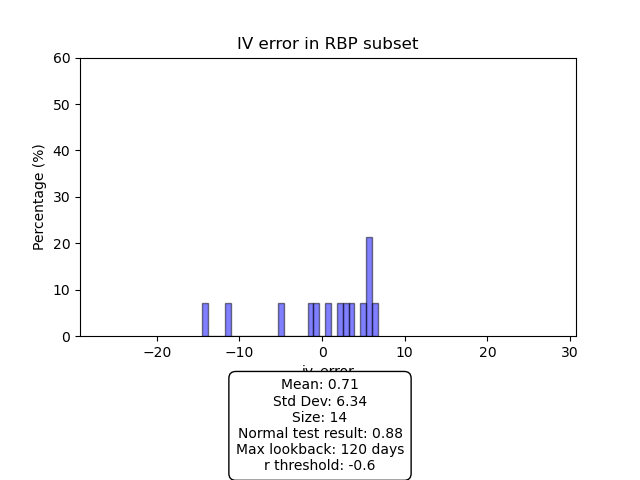 IV error in RBP subset
Percentage (%)
60
50
40
30
20
10
0
−20
−10
0
10
20
30
iv_error
Mean: 0.71
Std Dev: 6.34
Size: 14
Normal test result: 0.88
Max lookback: 120 days
r threshold: -0.6